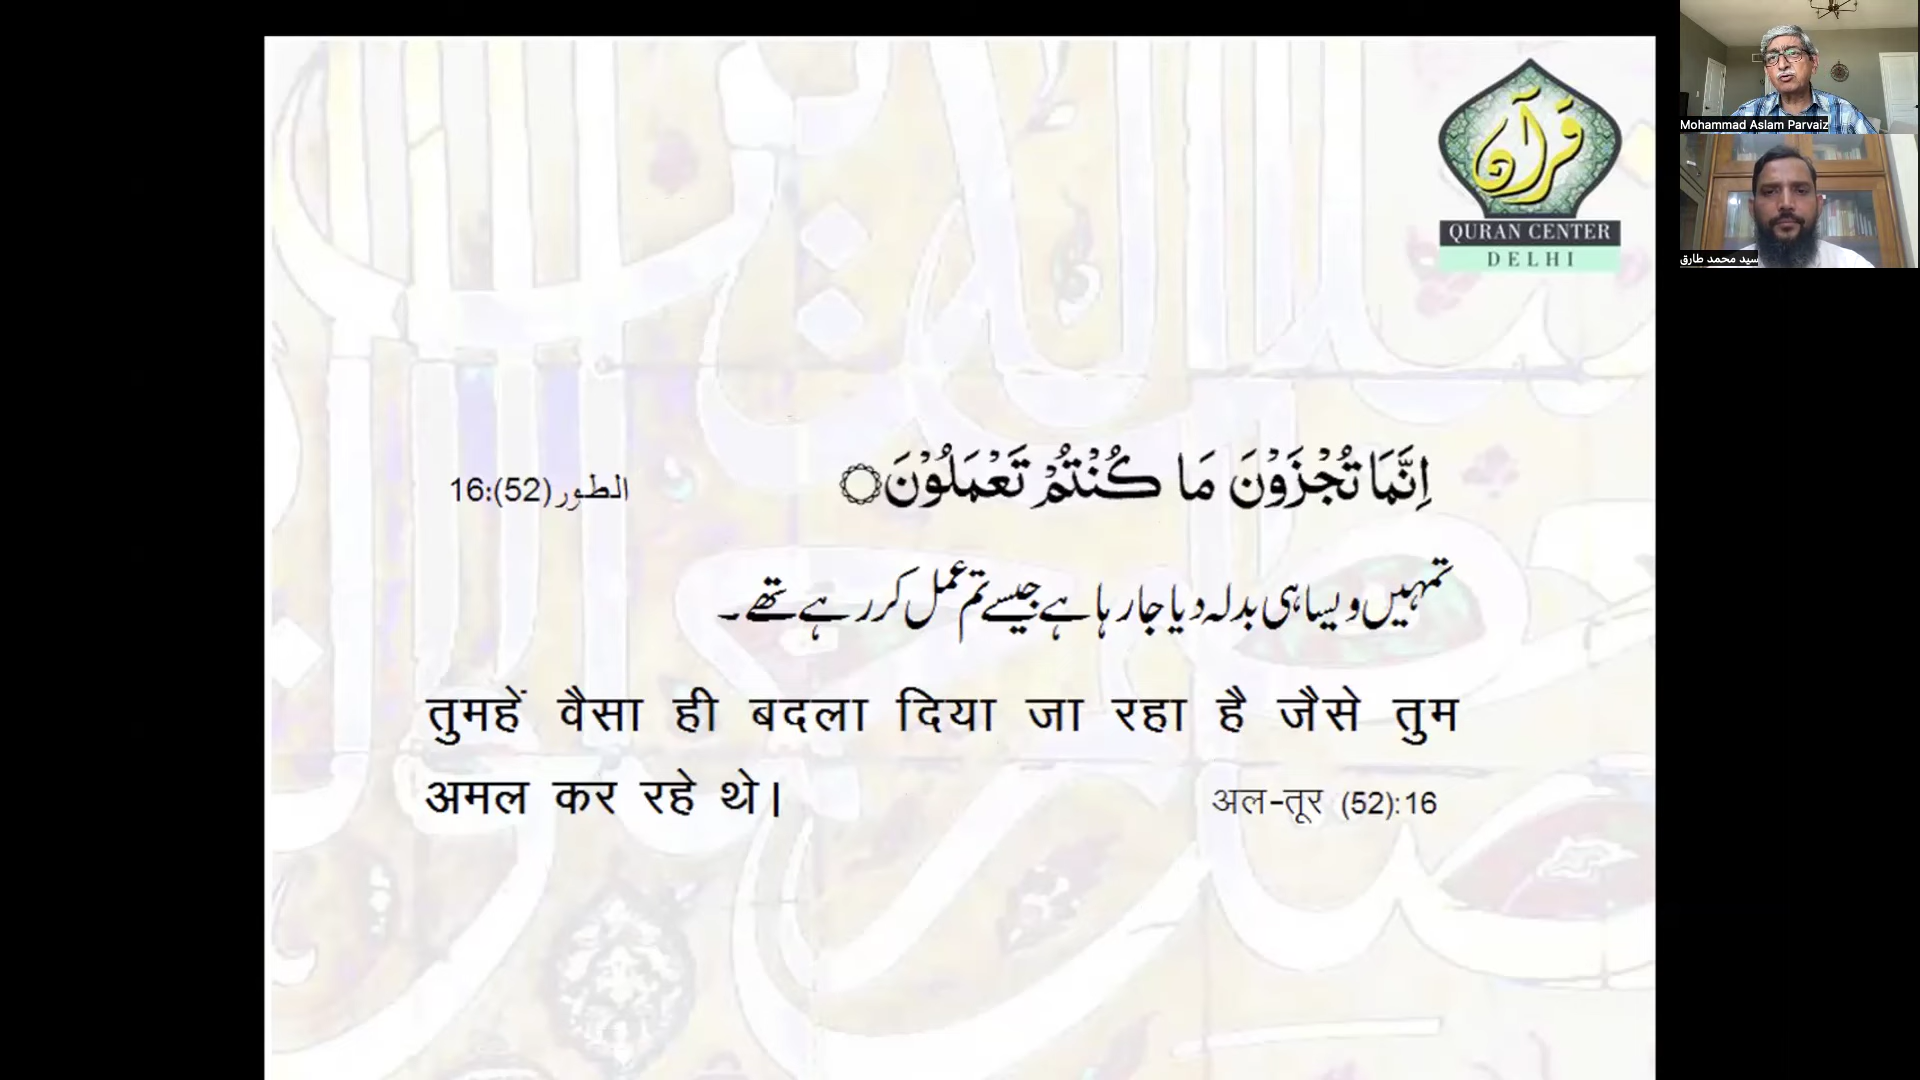 قرآن
QURAN CENTER
DELHI
Mohammad Aslam Parvaiz
سید محمد طارق
اِنَّمَا تُجْزَوْنَ مَا كُنْتُمْ تَعْمَلُوْنَ
الطور(52):16
تمہیں ویسا ہی بدلہ دیا جا رہا ہے جیسے تم عمل کر رہے تھے۔
तुमहें वैसा ही बदला दिया जा रहा है जैसे तुम
अमल कर रहे थे।
अल-तूर (52):16